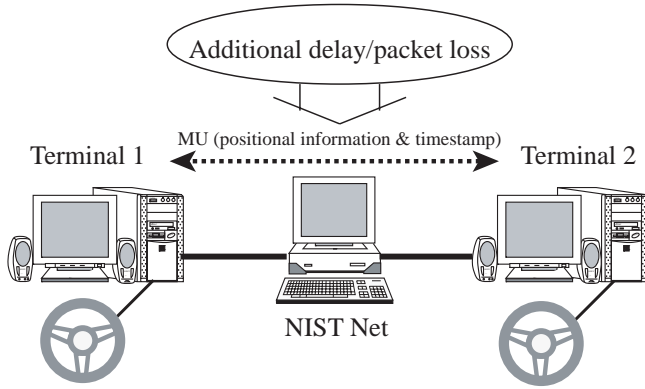 Additional delay/packet loss
MU (positional information & timestamp)
Terminal 1
Terminal 2
NIST Net